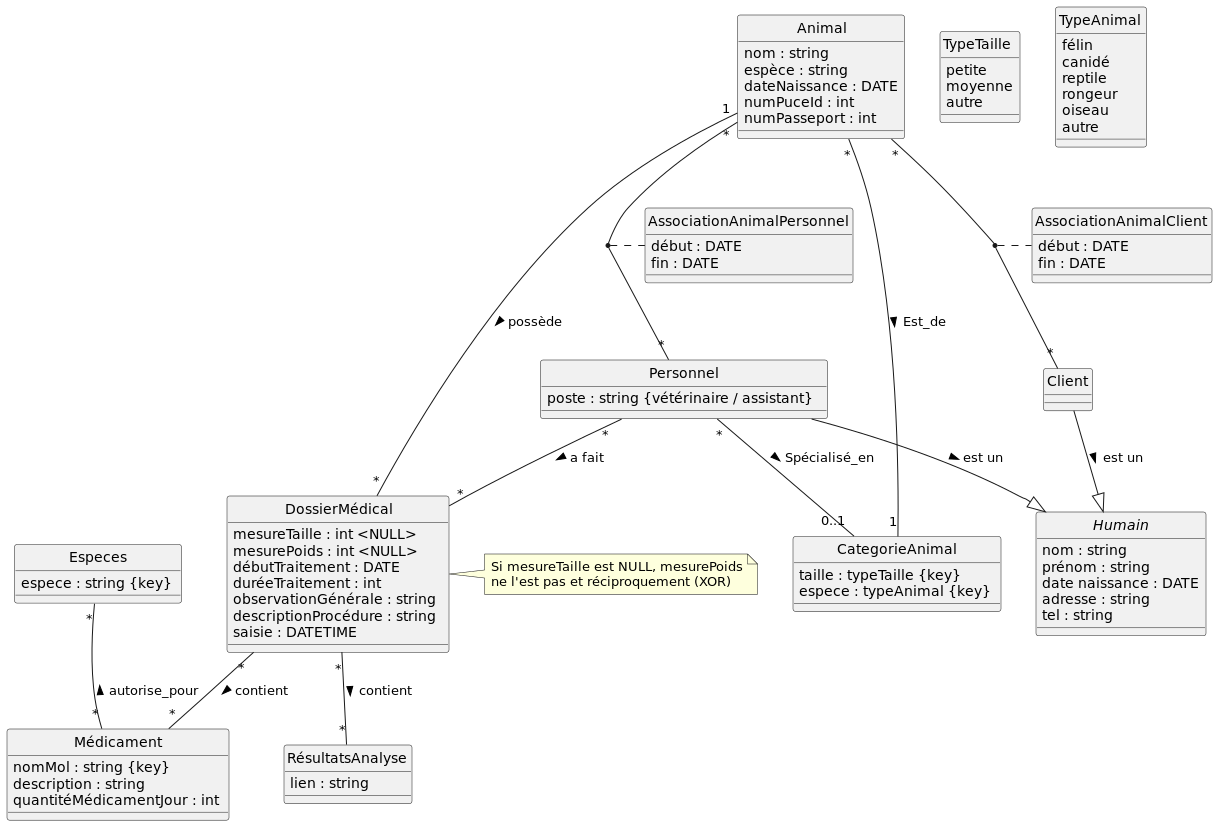 Animal
nom : string
espèce : string
dateNaissance : DATE
numPuceId : int
numPasseport : int
TypeTaille
petite
moyenne
autre
TypeAnimal
félin
canidé
reptile
rongeur
oiseau
autre
1
*
*
*
AssociationAnimalPersonnel
début : DATE
fin : DATE
AssociationAnimalClient
début : DATE
fin : DATE
possède
Est_de
*
*
Personnel
poste : string {vétérinaire / assistant}
Client
*
*
a fait
Spécialisé_en
est un
est un
*
*
0..1
1
DossierMédical
mesureTaille : int <NULL>
mesurePoids : int <NULL>
débutTraitement : DATE
duréeTraitement : int
observationGénérale : string
descriptionProcédure : string
saisie : DATETIME
Si mesureTaille est NULL, mesurePoids
ne l'est pas et réciproquement (XOR)
CategorieAnimal
taille : typeTaille {key}
espece : typeAnimal {key}
Humain
nom : string
prénom : string
date naissance : DATE
adresse : string
tel : string
Especes
espece : string {key}
*
*
*
autorise_pour
contient
contient
*
*
*
Médicament
nomMol : string {key}
description : string
quantitéMédicamentJour : int
RésultatsAnalyse
lien : string